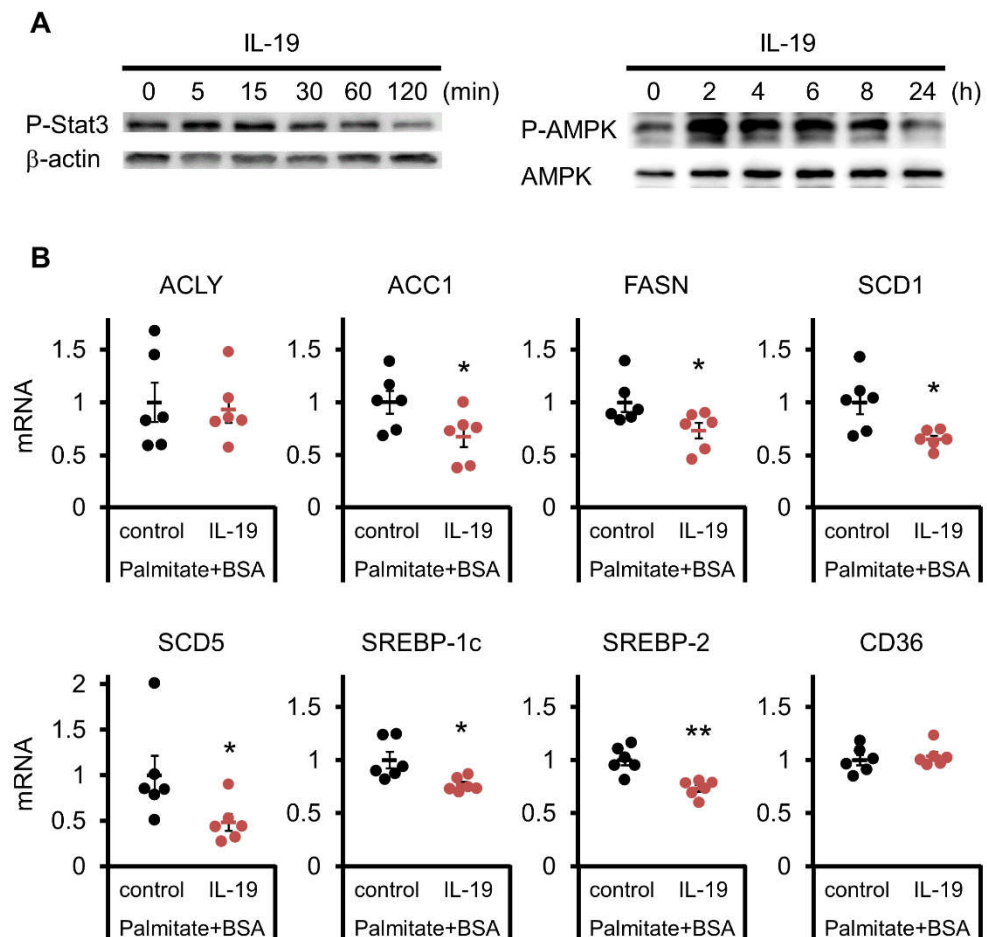 A
IL-19
0 5 15 30 60 120 (min)
P-Stat3
β-actin
IL-19
0 2 4 6 8 24 (h)
P-AMPK
AMPK
B
ACLY
mRNA
1.5
1
0.5
0
control IL-19
Palmitate+BSA
ACC1
1.5
1
0.5
0
*
control IL-19
Palmitate+BSA
FASN
1.5
1
0.5
0
*
control IL-19
Palmitate+BSA
SCD1
1.5
1
0.5
0
*
control IL-19
Palmitate+BSA
SCD5
mRNA
2
1.5
1
0.5
0
*
control IL-19
Palmitate+BSA
SREBP-1c
1.5
1
0.5
0
*
control IL-19
Palmitate+BSA
SREBP-2
1.5
1
0.5
0
**
control IL-19
Palmitate+BSA
CD36
1.5
1
0.5
0
control IL-19
Palmitate+BSA